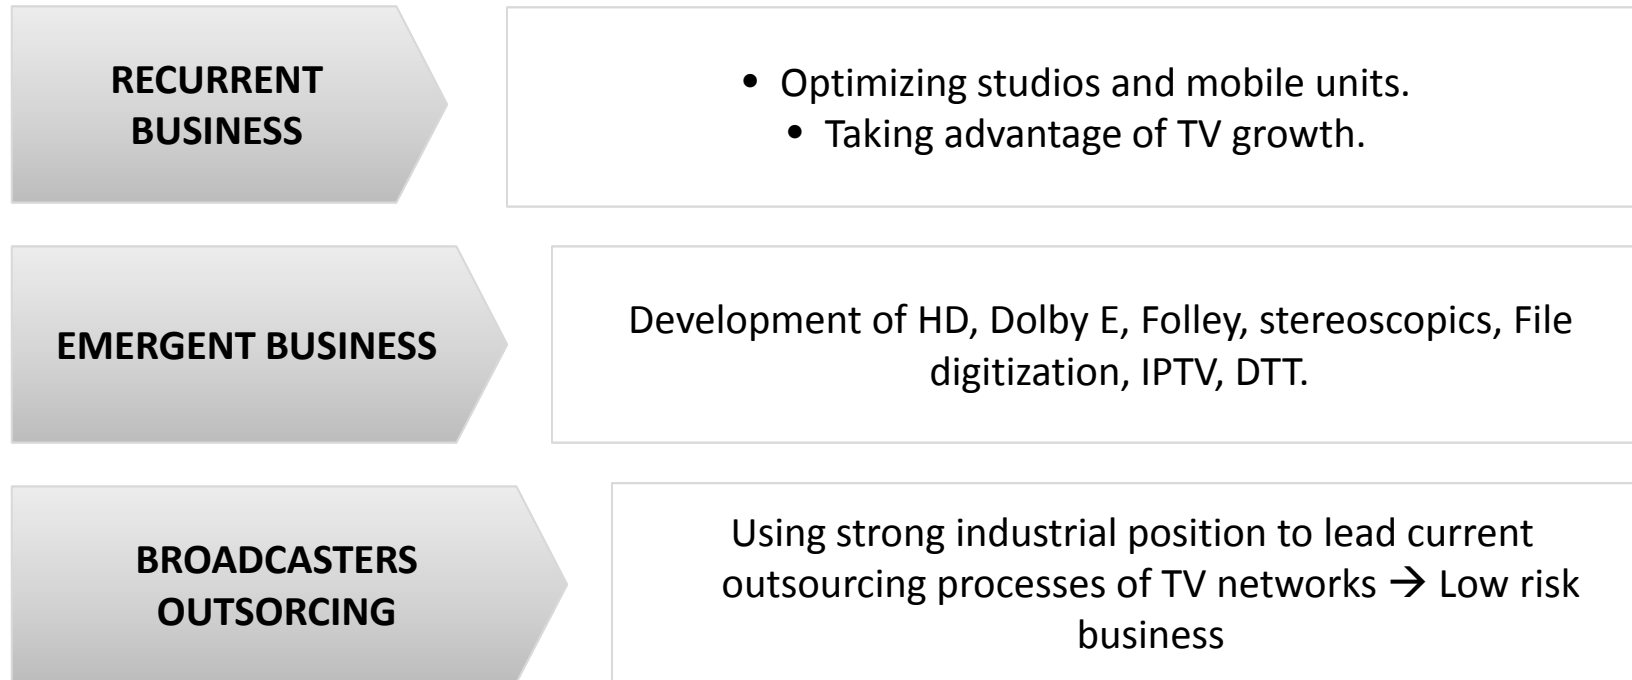 RECURRENT
BUSINESS
• Optimizing studios and mobile units.
• Taking advantage of TV growth.
EMERGENT BUSINESS
Development of HD, Dolby E, Folley, stereoscopics, File
digitization, IPTV, DTT.
BROADCASTERS
OUTSORCING
Using strong industrial position to lead current
outsourcing processes of TV networks → Low risk
business